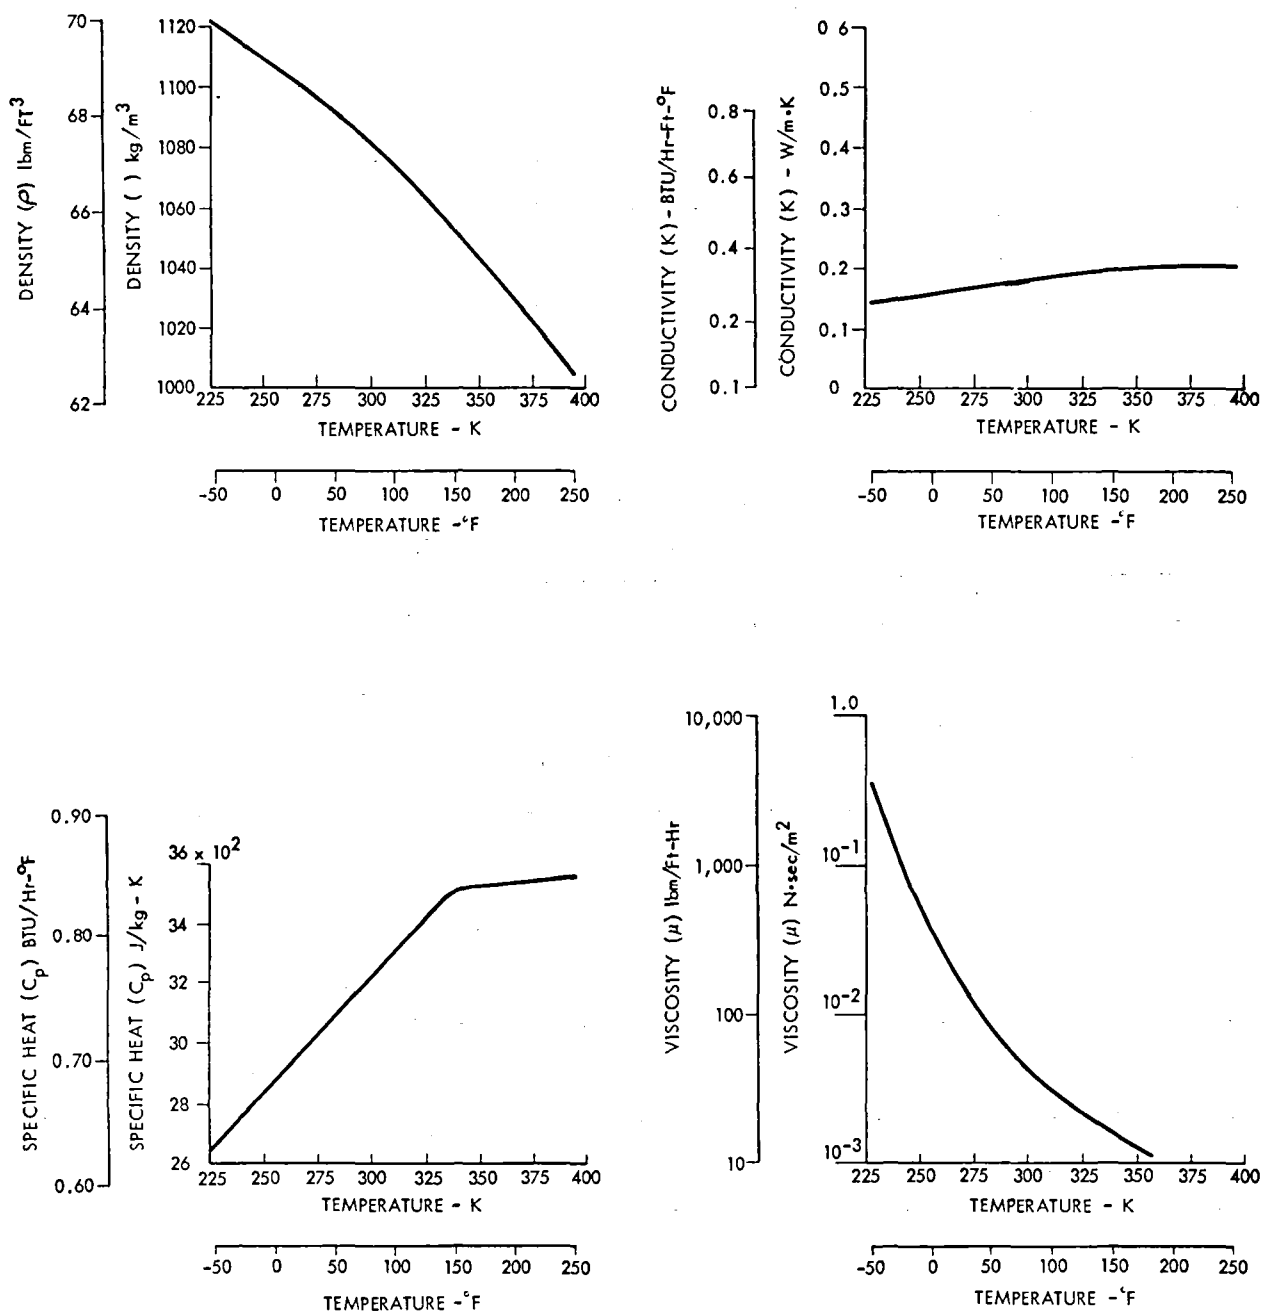 DENSITY (ρ) lbm/FT³
70
68
66
64
62
DENSITY ( ) kg/m³
1120
1100
1080
1060
1040
1020
1000
225 250 275 300 325 350 375 400
TEMPERATURE - K
-50 0 50 100 150 200 250
TEMPERATURE -°F
CONDUCTIVITY (K) - BTU/Hr-Ft-°F
0.8
0.6
0.4
0.2
0.1
CONDUCTIVITY (K) - W/m·K
0 6
0.5
0.4
0.3
0.2
0.1
0
225 250 275 300 325 350 375 400
TEMPERATURE - K
-50 0 50 100 150 200 250
TEMPERATURE -°F
SPECIFIC HEAT (Cp) BTU/Hr-°F
0.90
0.80
0.70
0.60
SPECIFIC HEAT (Cp) J/kg - K
36 x 10²
34
32
30
28
26
225 250 275 300 325 350 375 400
TEMPERATURE - K
-50 0 50 100 150 200 250
TEMPERATURE -°F
VISCOSITY (μ) lbm/Ft-Hr
10,000
1,000
100
10
VISCOSITY (μ) N·sec/m²
1.0
10⁻¹
10⁻²
10⁻³
225 250 275 300 325 350 375 400
TEMPERATURE - K
-50 0 50 100 150 200 250
TEMPERATURE -°F